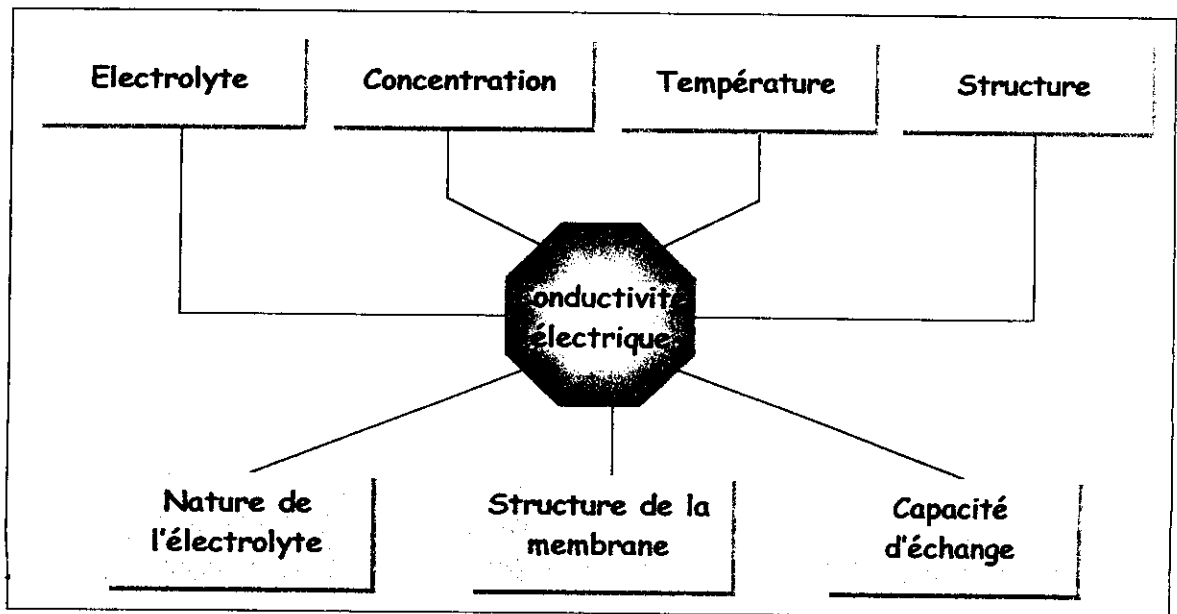 Electrolyte
Concentration
Température
Structure
onductivité
électrique
Nature de
l'électrolyte
Structure de la
membrane
Capacité
d'échange